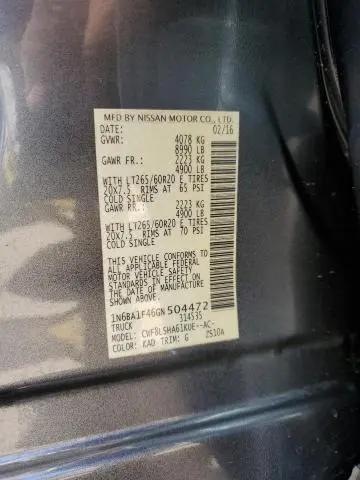 MFD BY NISSAN MOTOR CO., LTD.
DATE: 02/16
GVWR: 4078 KG
8990 LB
GAWR FR.: 2223 KG
4900 LB
WITH LT265/60R20 E TIRES
20X7.5 RIMS AT 65 PSI
COLD SINGLE
GAWR RR.: 2223 KG
4900 LB
WITH LT265/60R20 E TIRES
20X7.5 RIMS AT 70 PSI
COLD SINGLE
THIS VEHICLE CONFORMS TO ALL
APPLICABLE FEDERAL MOTOR
VEHICLE SAFETY
STANDARDS IN EFFECT ON
THE DATE OF MANUFACTURE
SHOWN ABOVE.
1N6BA1F46GN504472
TRUCK 314535
MODEL: CWF8LSHA61KUE--AC-
COLOR: KAD TRIM: G ZS10A